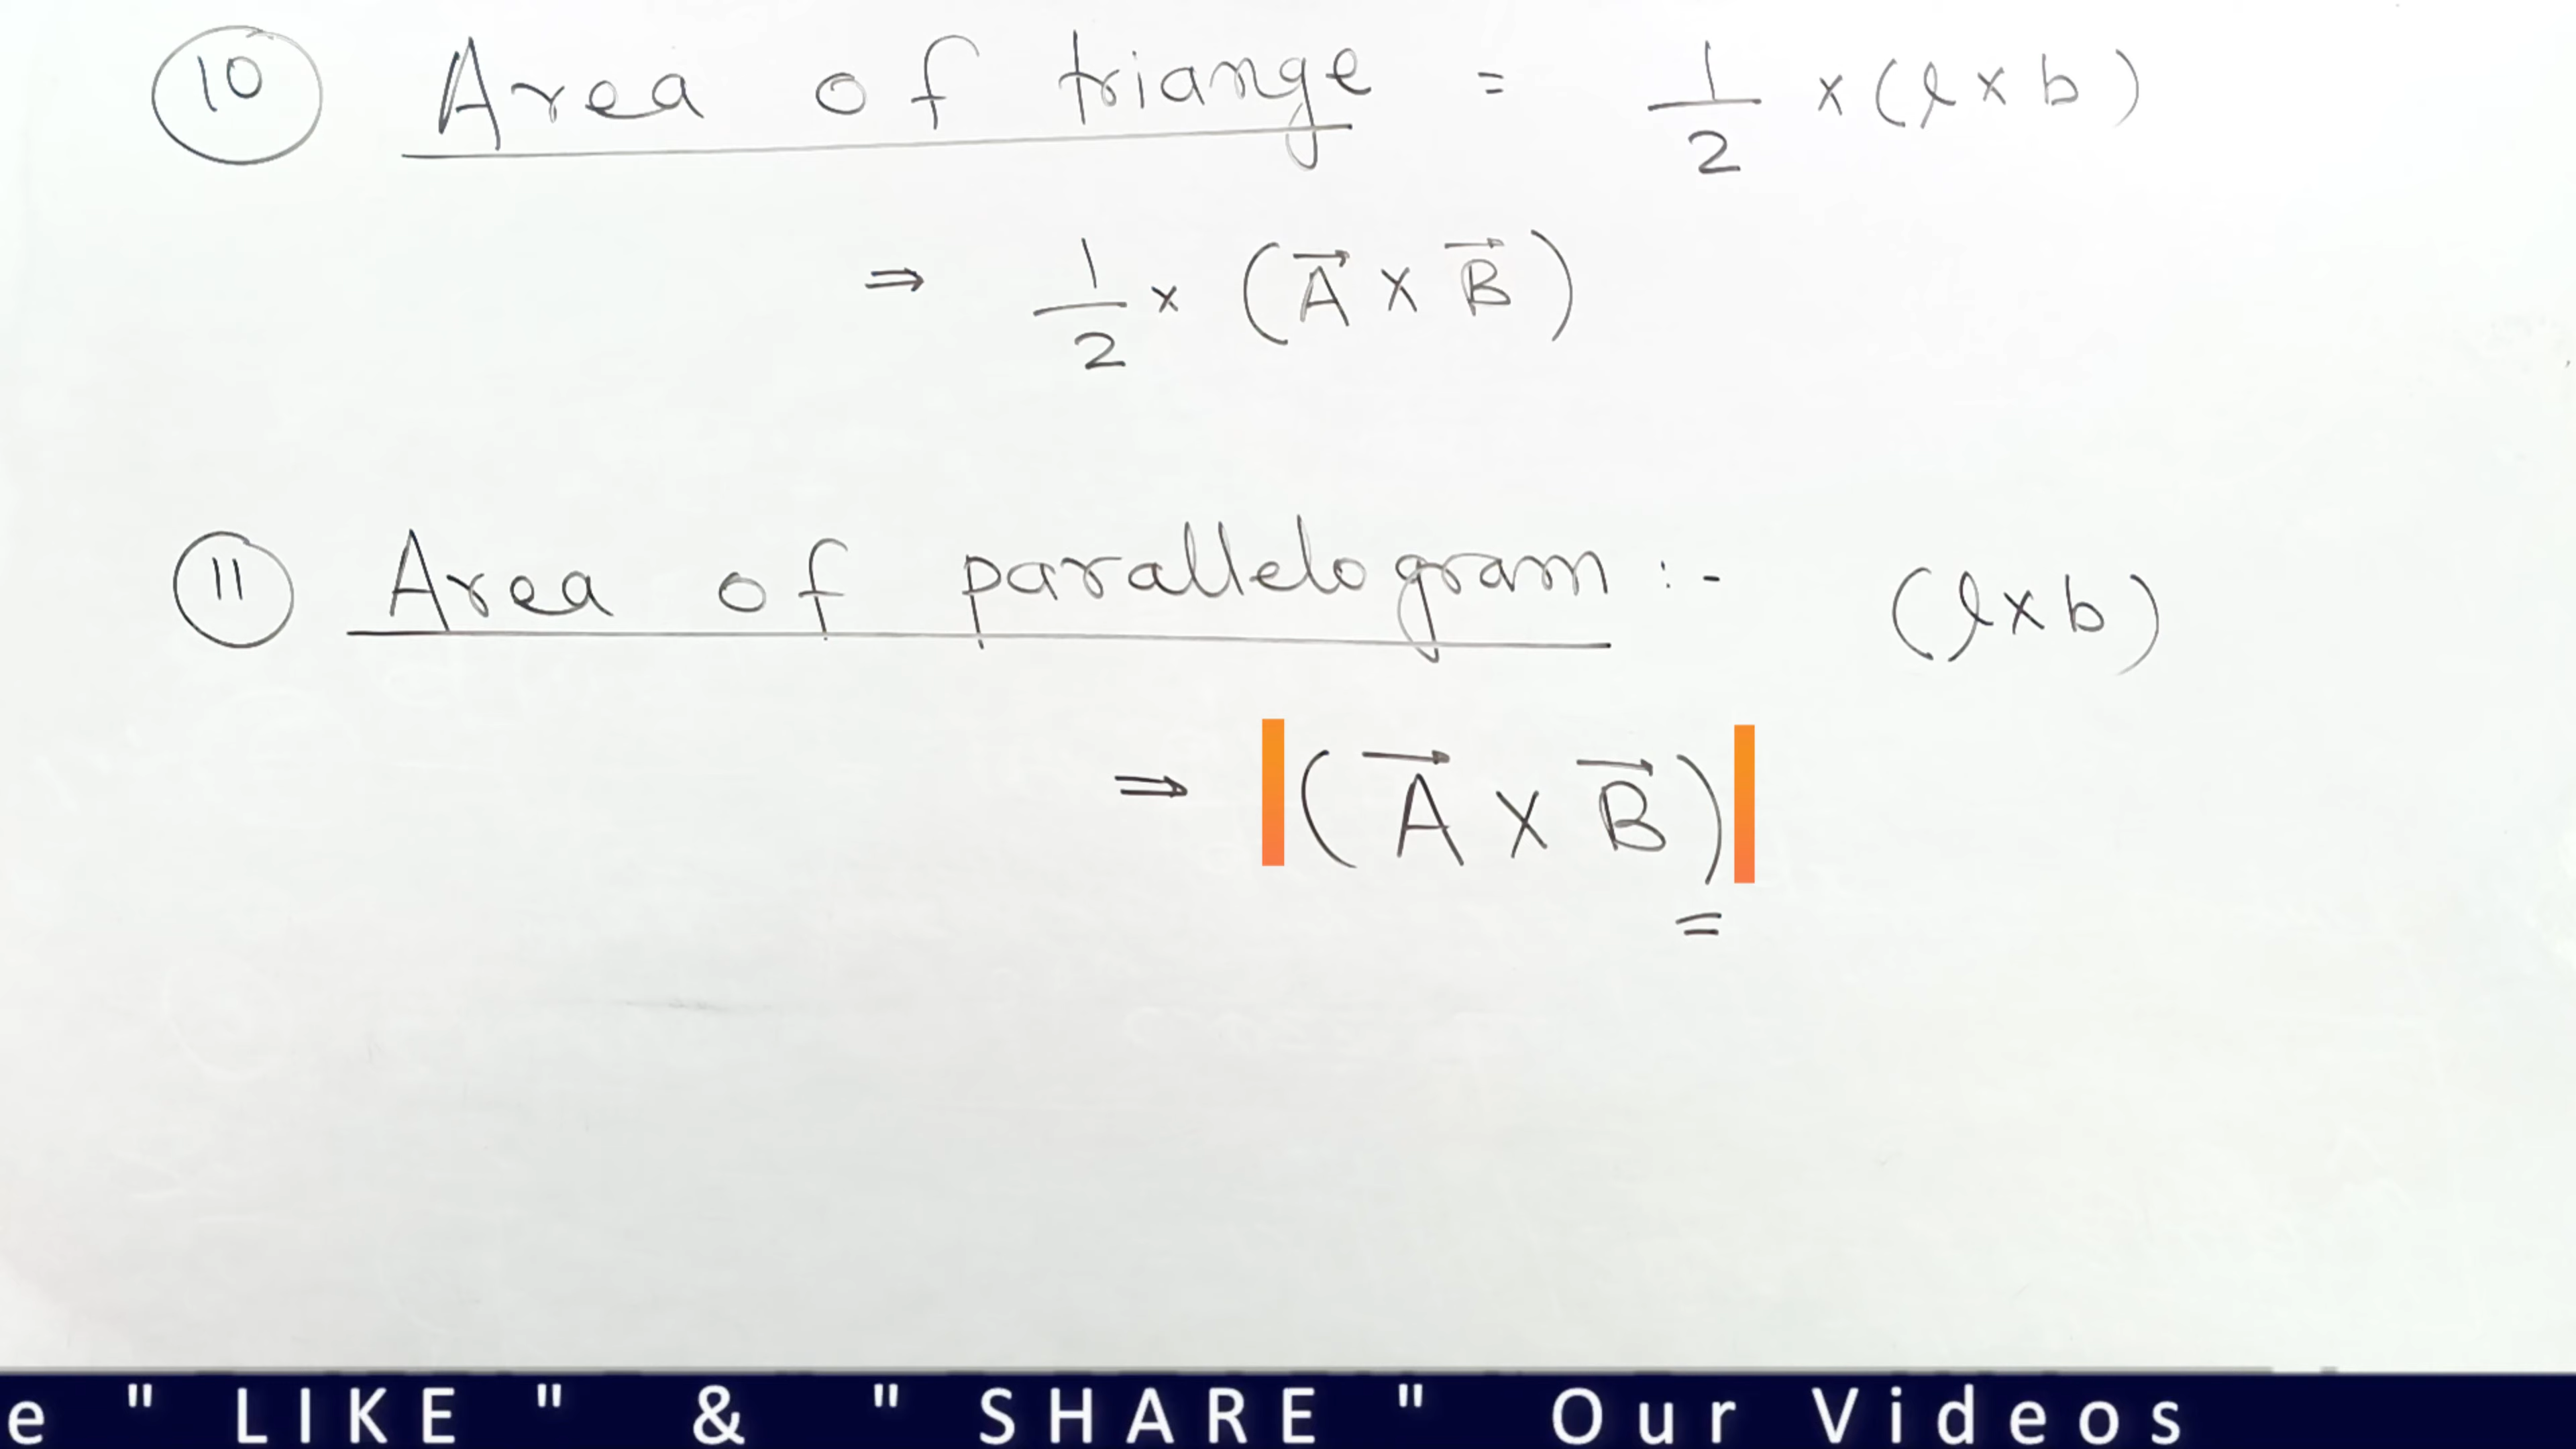 10 Area of triange = 1/2 × (l × b)
⇒ 1/2 × (A⃗ × B⃗)
11 Area of parallelogram :- (l×b)
⇒ |(A⃗ × B⃗)|
=
e " LIKE " & " SHARE " Our Videos